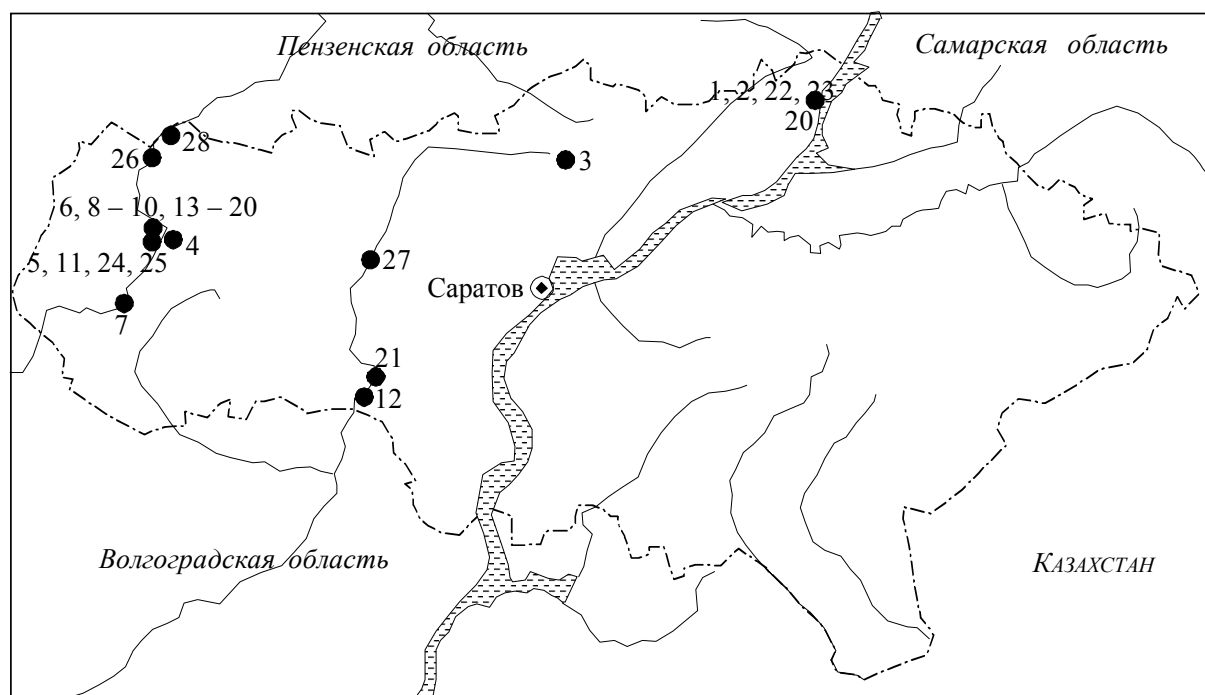 Пензенская область
Самарская область
1, 2, 22, 23
20
28
26
3
6, 8 – 10, 13 – 20
4
5, 11, 24, 25
27
Саратов
7
21
12
Волгоградская область
КАЗАХСТАН